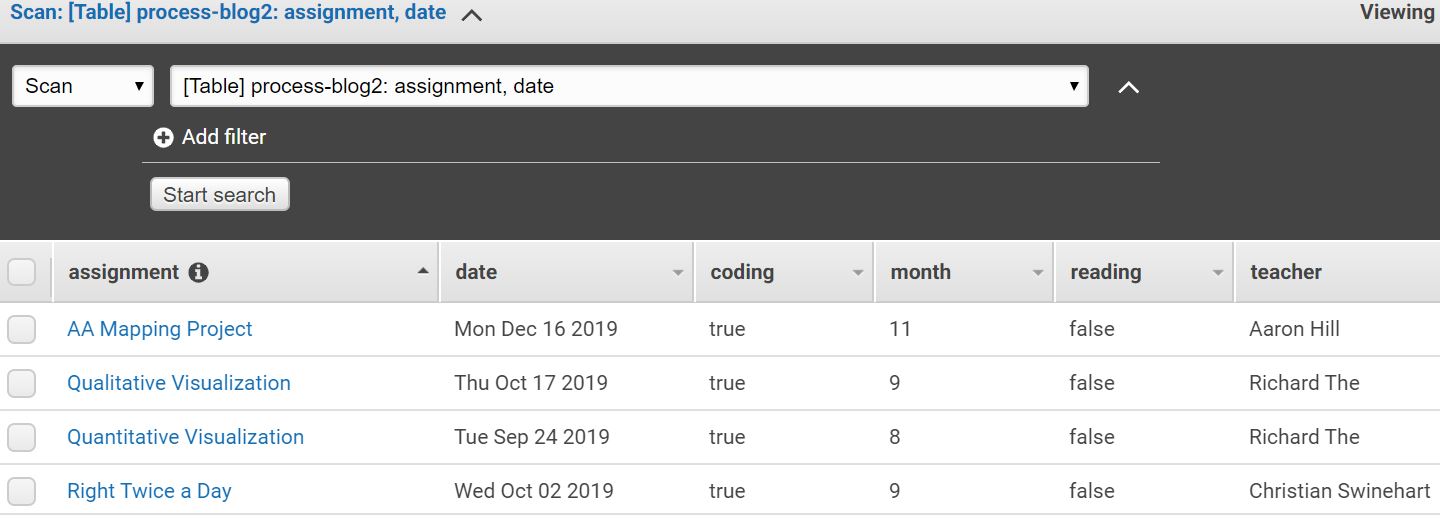 Scan: [Table] process-blog2: assignment, date Viewing
Scan [Table] process-blog2: assignment, date
Add filter
Start search
assignment date coding month reading teacher
AA Mapping Project Mon Dec 16 2019 true 11 false Aaron Hill
Qualitative Visualization Thu Oct 17 2019 true 9 false Richard The
Quantitative Visualization Tue Sep 24 2019 true 8 false Richard The
Right Twice a Day Wed Oct 02 2019 true 9 false Christian Swinehart